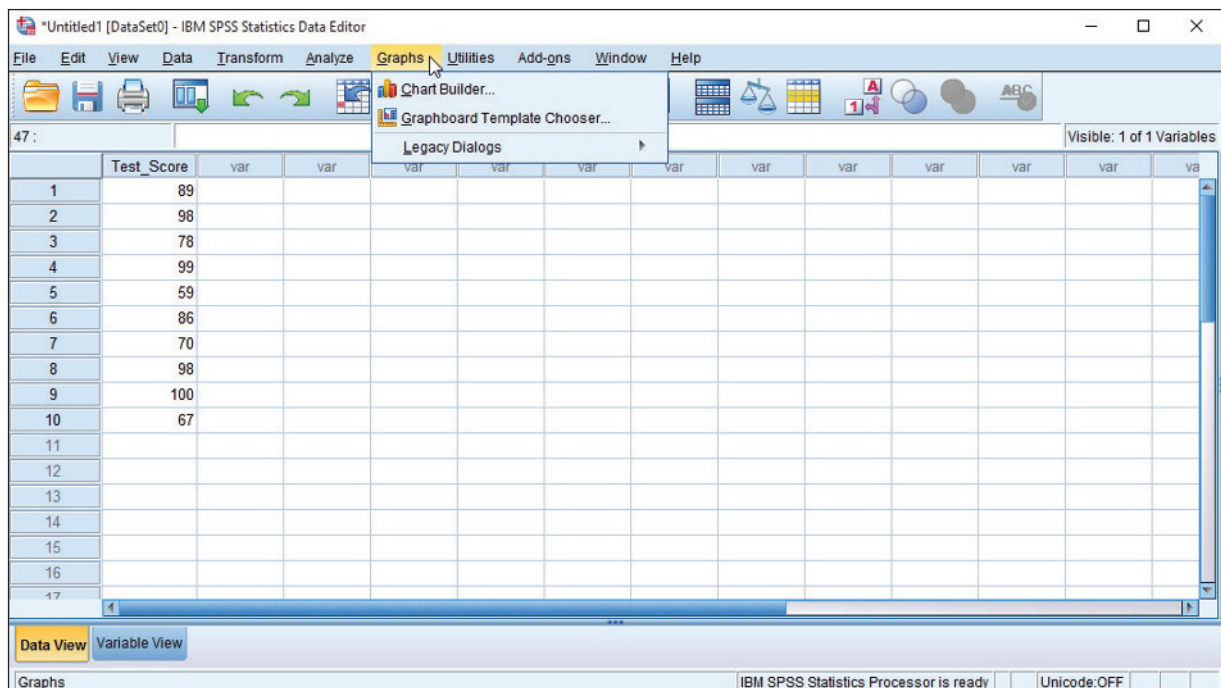 *Untitled1 [DataSet0] - IBM SPSS Statistics Data Editor
File Edit View Data Transform Analyze Graphs Utilities Add-ons Window Help
Chart Builder...
Graphboard Template Chooser...
Legacy Dialogs
A
1
ABC
47 :
Visible: 1 of 1 Variables
Test_Score var var var var var var var var var var var va
1 89
2 98
3 78
4 99
5 59
6 86
7 70
8 98
9 100
10 67
11
12
13
14
15
16
17
Data View Variable View
Graphs IBM SPSS Statistics Processor is ready Unicode:OFF